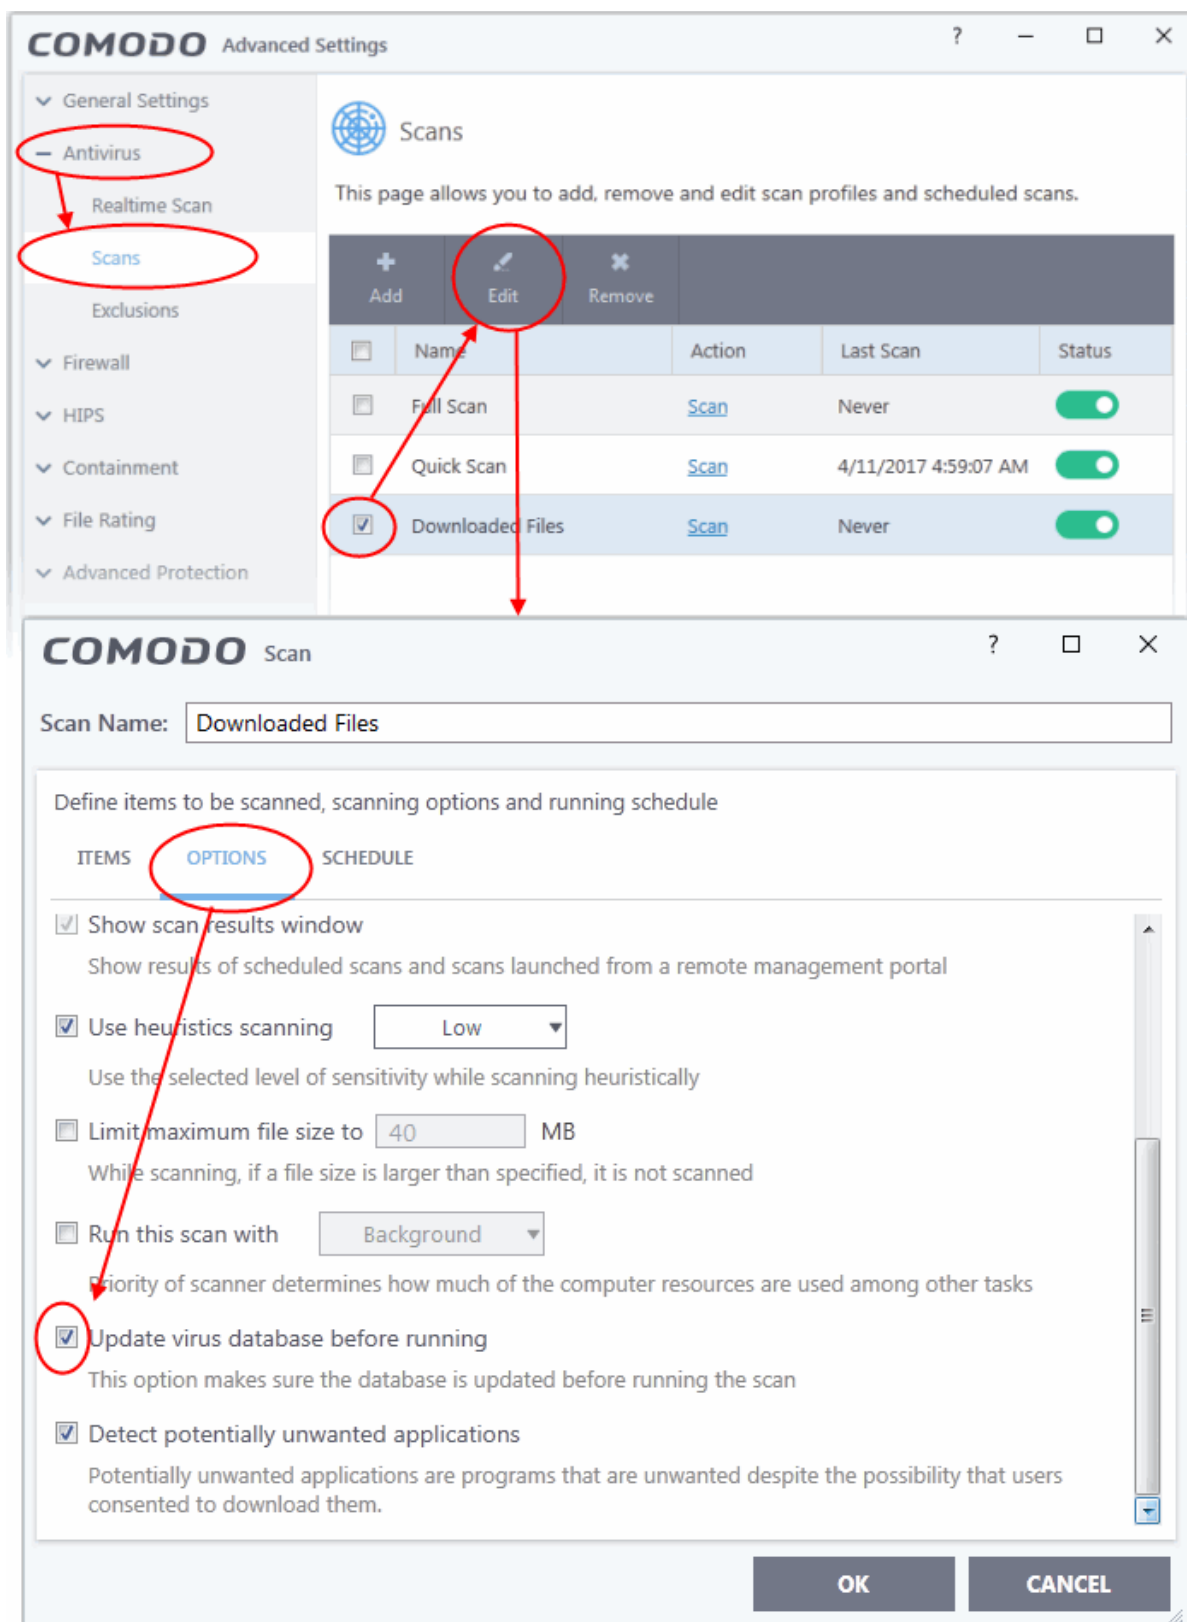 COMODO Advanced Settings
?
General Settings
Antivirus
Realtime Scan
Scans
Exclusions
Firewall
HIPS
Containment
File Rating
Advanced Protection
Scans
This page allows you to add, remove and edit scan profiles and scheduled scans.
Add Edit Remove
Name Action Last Scan Status
Full Scan Scan Never
Quick Scan Scan 4/11/2017 4:59:07 AM
Downloaded Files Scan Never
COMODO Scan
?
Scan Name: Downloaded Files
Define items to be scanned, scanning options and running schedule
ITEMS OPTIONS SCHEDULE
Show scan results window
Show results of scheduled scans and scans launched from a remote management portal
Use heuristics scanning Low
Use the selected level of sensitivity while scanning heuristically
Limit maximum file size to 40 MB
While scanning, if a file size is larger than specified, it is not scanned
Run this scan with Background
Priority of scanner determines how much of the computer resources are used among other tasks
Update virus database before running
This option makes sure the database is updated before running the scan
Detect potentially unwanted applications
Potentially unwanted applications are programs that are unwanted despite the possibility that users
consented to download them.
OK CANCEL